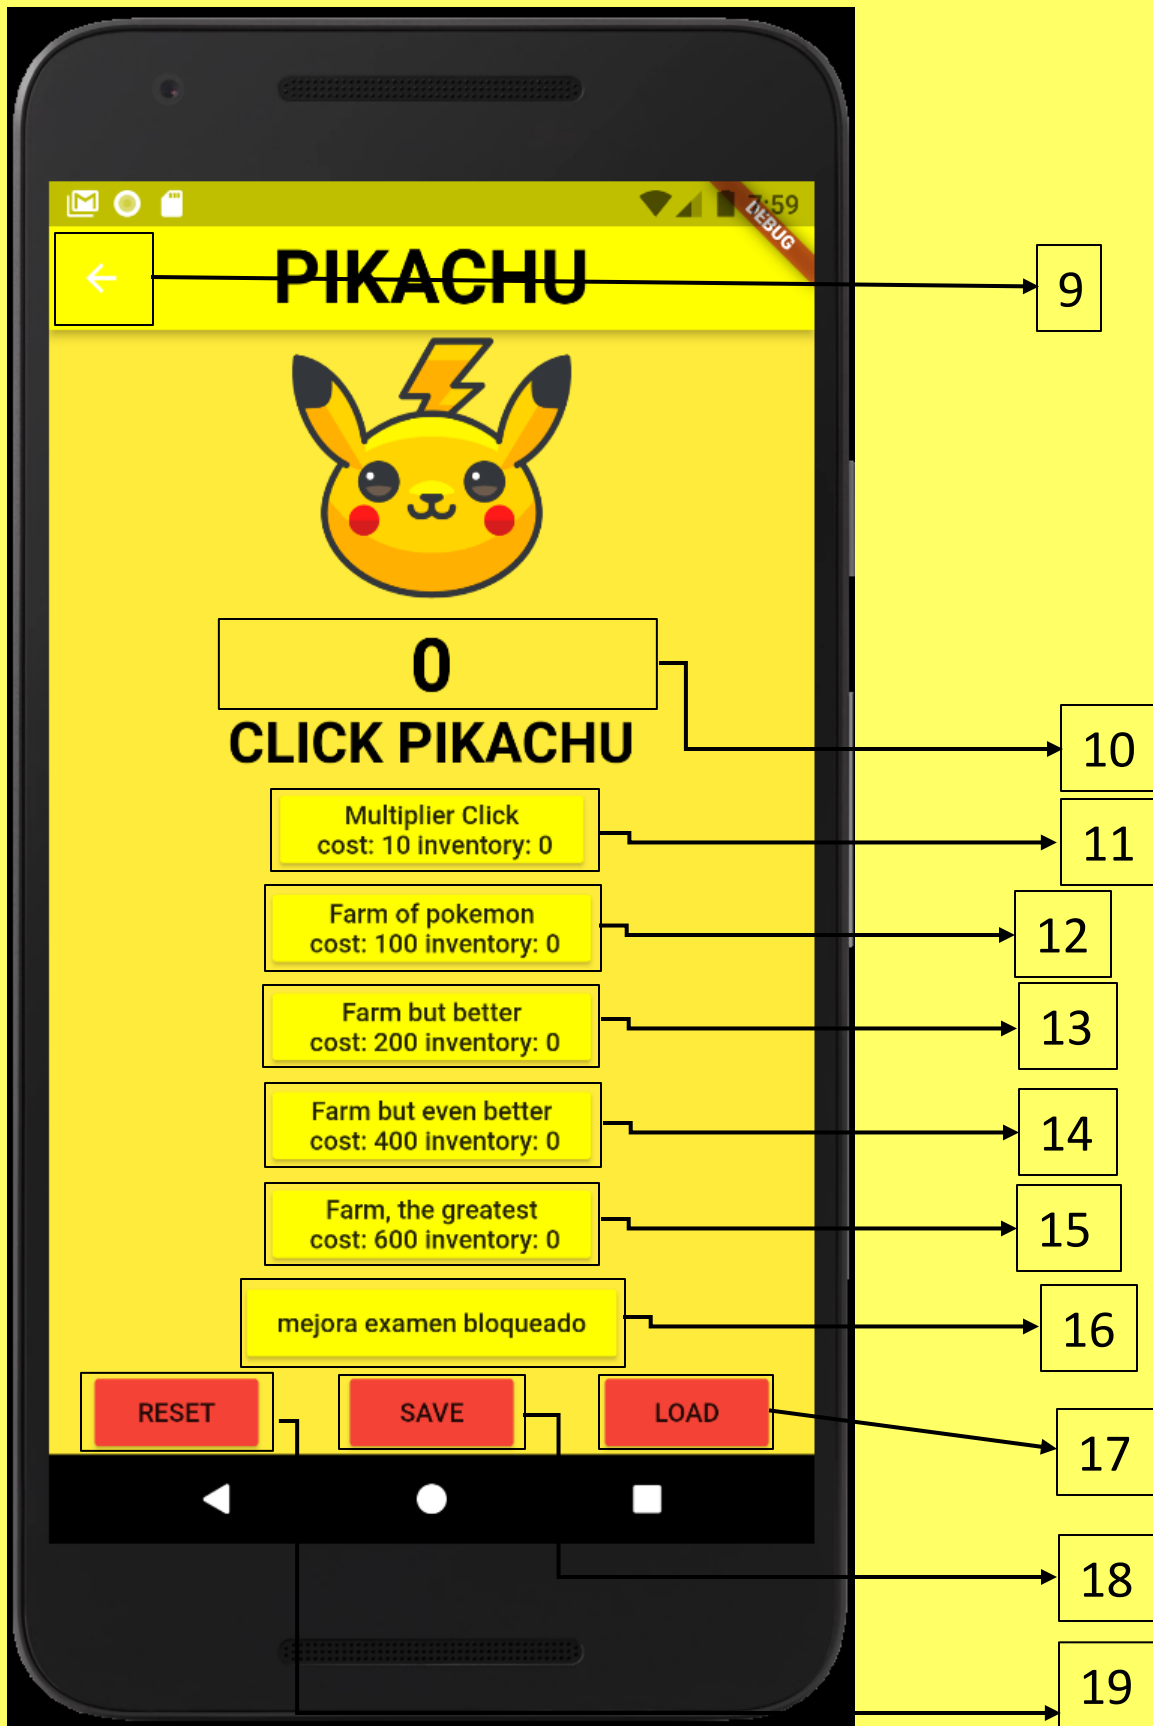 7:59
DEBUG
PIKACHU
9
0
CLICK PIKACHU
10
Multiplier Click
cost: 10 inventory: 0
11
Farm of pokemon
cost: 100 inventory: 0
12
Farm but better
cost: 200 inventory: 0
13
Farm but even better
cost: 400 inventory: 0
14
Farm, the greatest
cost: 600 inventory: 0
15
mejora examen bloqueado
16
RESET
SAVE
LOAD
17
18
19